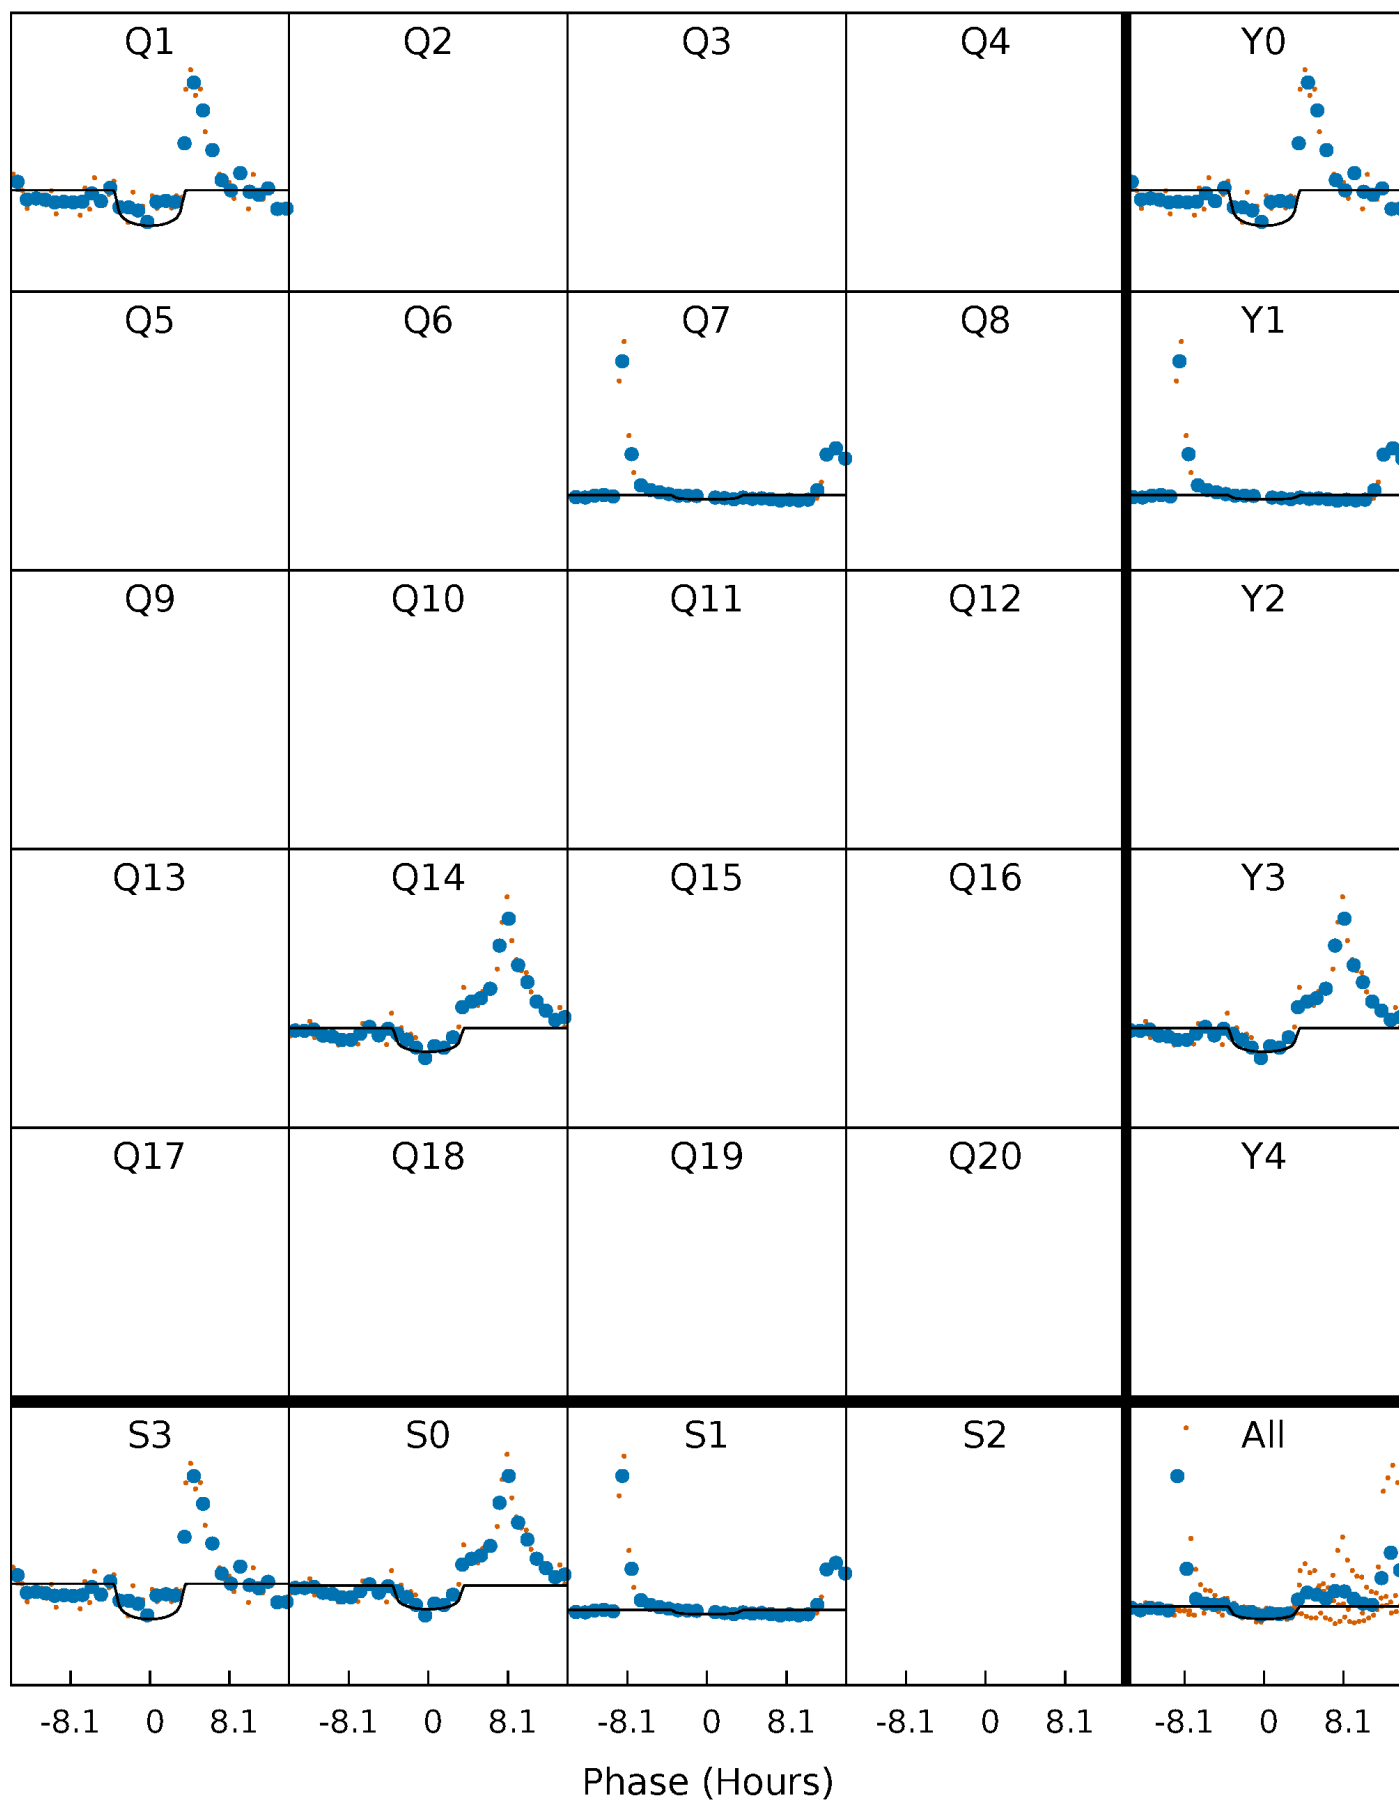 Q1 Q2 Q3 Q4 Y0
Q5 Q6 Q7 Q8 Y1
Q9 Q10 Q11 Q12 Y2
Q13 Q14 Q15 Q16 Y3
Q17 Q18 Q19 Q20 Y4
S3 S0 S1 S2 All
-8.1 0 8.1 -8.1 0 8.1 -8.1 0 8.1 -8.1 0 8.1 -8.1 0 8.1
Phase (Hours)